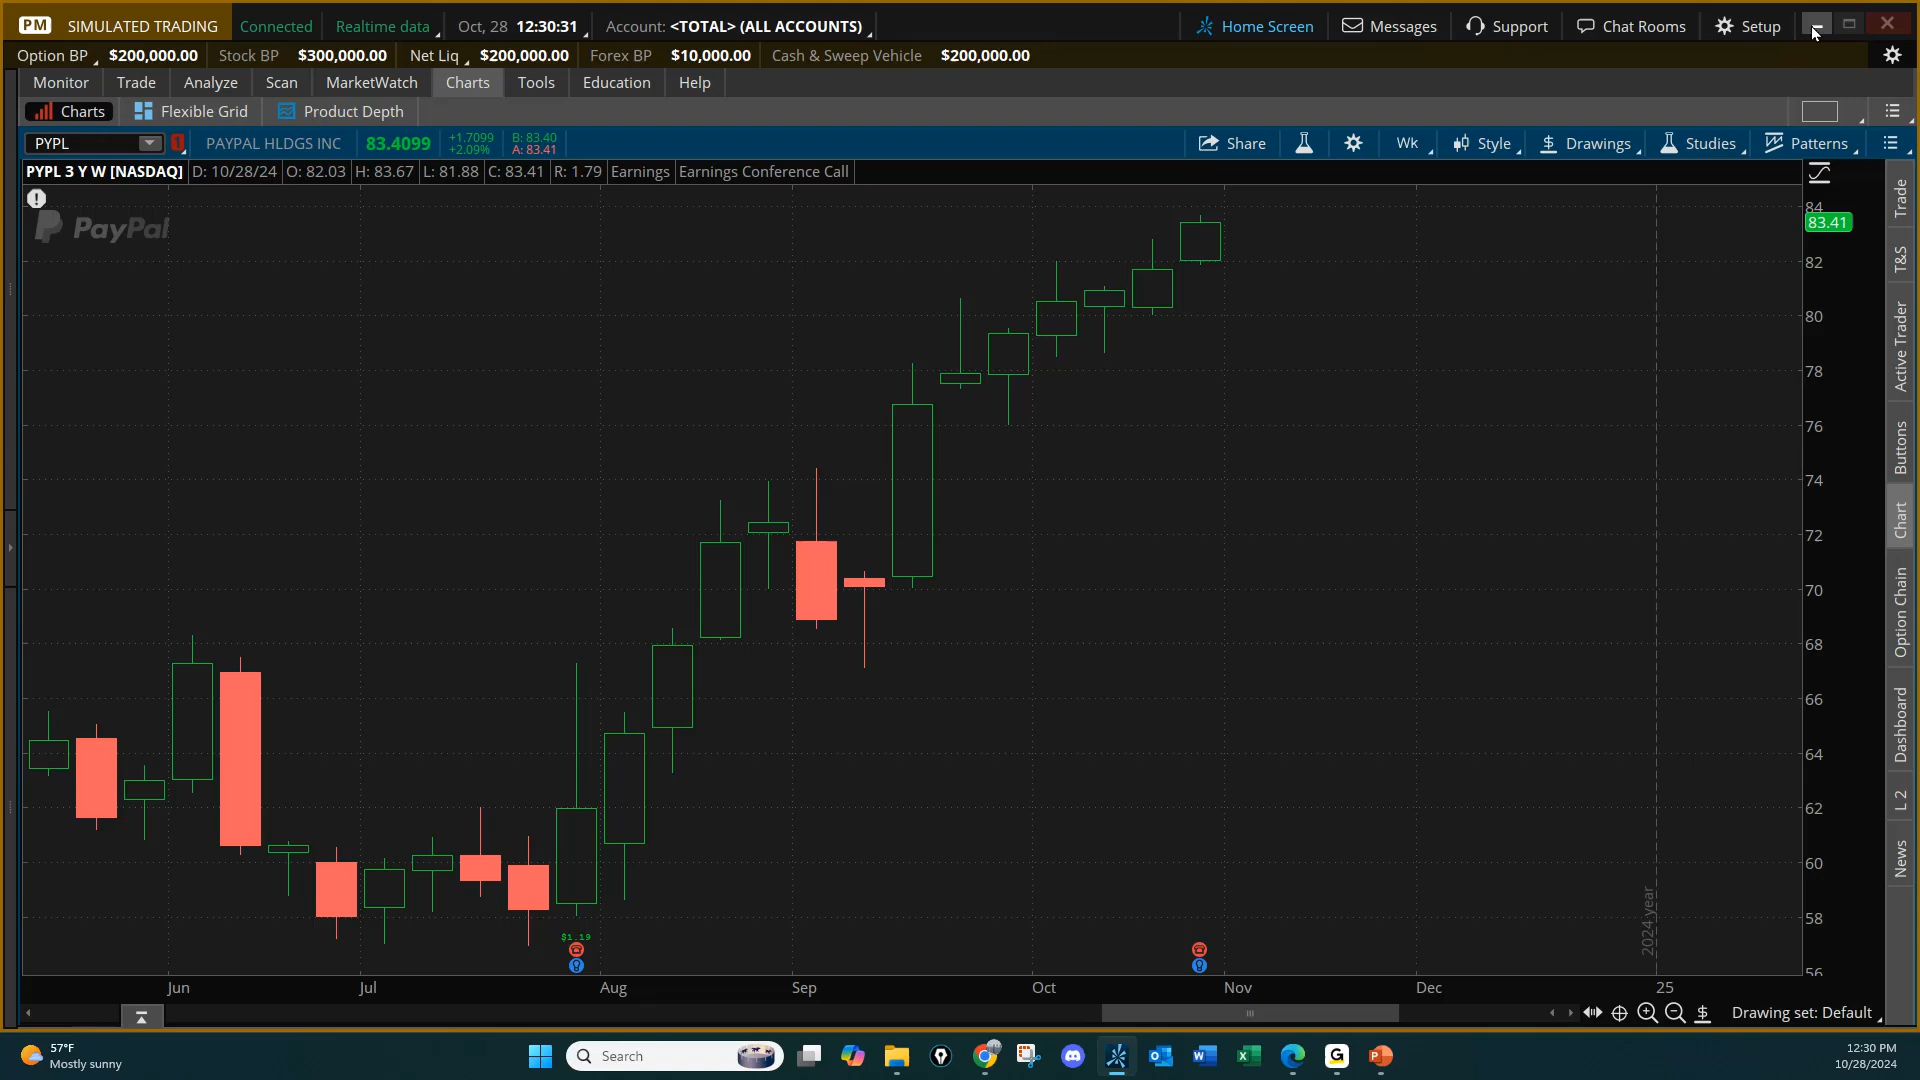 PM SIMULATED TRADING Connected Realtime data Oct, 28 12:30:31 Account: <TOTAL> (ALL ACCOUNTS) Home Screen Messages Support Chat Rooms Setup
Option BP $200,000.00 Stock BP $300,000.00 Net Liq $200,000.00 Forex BP $10,000.00 Cash & Sweep Vehicle $200,000.00
Monitor Trade Analyze Scan MarketWatch Charts Tools Education Help
Charts Flexible Grid Product Depth
PYPL 1 PAYPAL HLDGS INC 83.4099 +1.7099 +2.09% B: 83.40 A: 83.41 Share Wk Style $ Drawings Studies Patterns
PYPL 3 Y W [NASDAQ] D: 10/28/24 O: 82.03 H: 83.67 L: 81.88 C: 83.41 R: 1.79 Earnings Earnings Conference Call
PayPal
84
83.41
82
80
78
76
74
72
70
68
66
64
62
60
58
56
Trade
T&S
Active Trader
Buttons
Chart
Option Chain
Dashboard
L 2
News
$1.19
2024 year
Jun Jul Aug Sep Oct Nov Dec 25
$ Drawing set: Default
57°F
Mostly sunny
Search
12:30 PM
10/28/2024